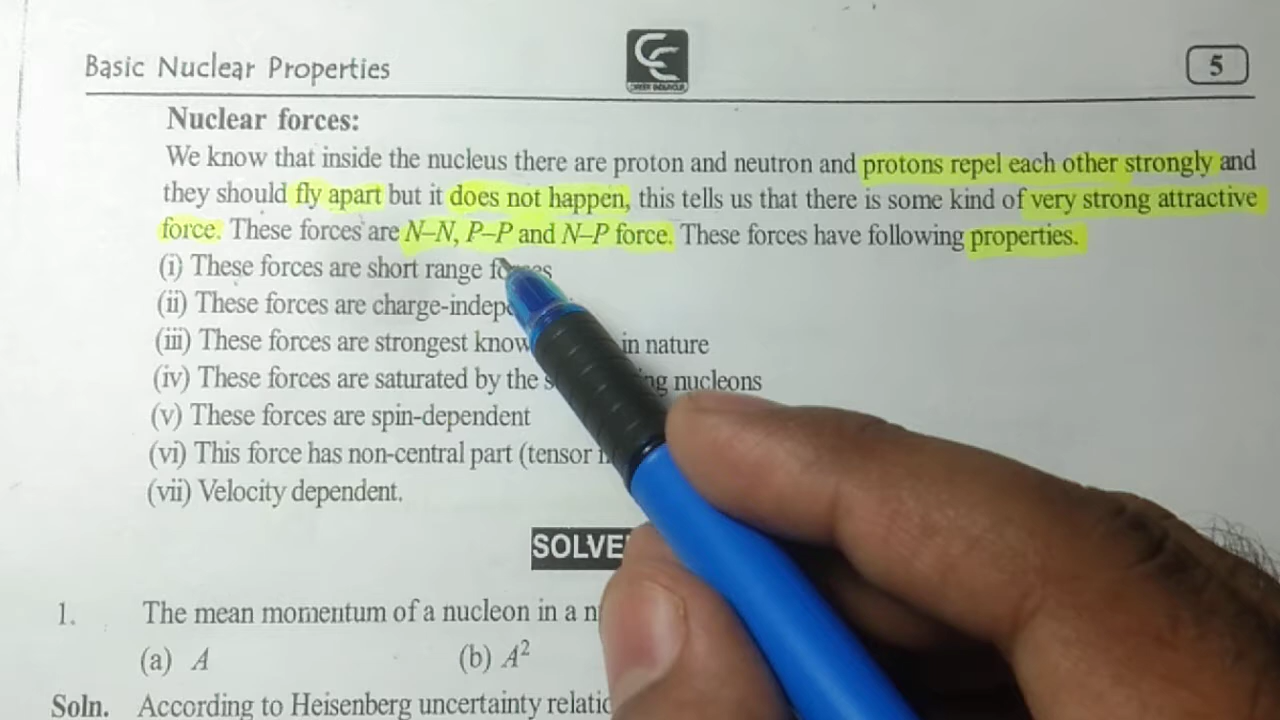 Basic Nuclear Properties
CAREER ENDEAVOUR
5
Nuclear forces:
We know that inside the nucleus there are proton and neutron and protons repel each other strongly and
they should fly apart but it does not happen, this tells us that there is some kind of very strong attractive
force. These forces are N–N, P–P and N–P force. These forces have following properties.
(i) These forces are short range forces
(ii) These forces are charge-indep
(iii) These forces are strongest know in nature
(iv) These forces are saturated by the s ng nucleons
(v) These forces are spin-dependent
(vi) This force has non-central part (tensor
(vii) Velocity dependent.
SOLVE
1. The mean momentum of a nucleon in a n
(a) A (b) A²
Soln. According to Heisenberg uncertainty relatio